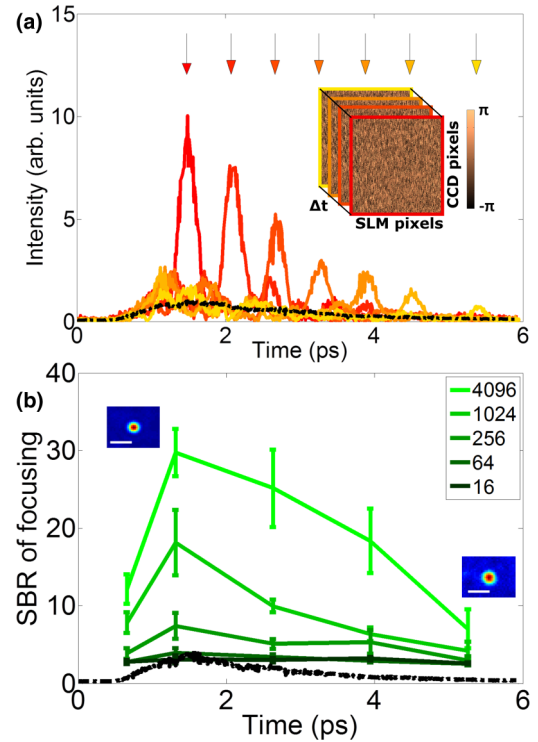 (a)
15
10
5
0
Intensity (arb. units)
π
-π
CCD pixels
Δt
SLM pixels
0 2 4 6
Time (ps)
(b)
40
30
20
10
0
SBR of focusing
4096
1024
256
64
16
0 2 4 6
Time (ps)